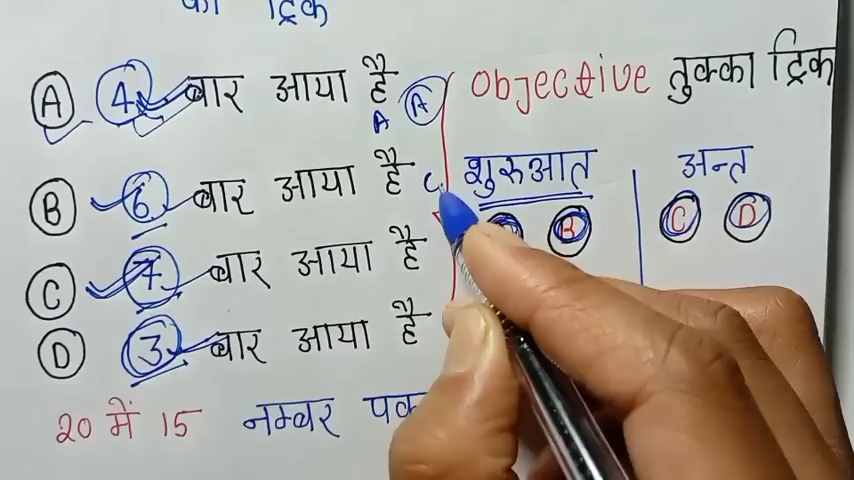 का ट्रिक
A 4 बार आया है A
A
B 6 बार आया है C
C 7 बार आया है
D 3 बार आया है
20 में 15 नम्बर
Objective तुक्का ट्रिक
शुरुआत अन्त
B C D